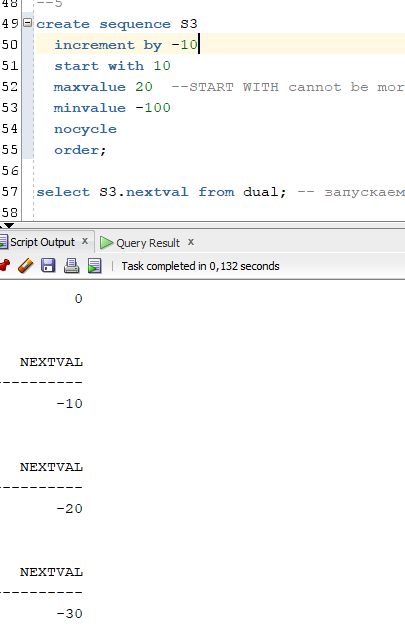 48 --5
49 create sequence S3
50 increment by -10
51 start with 10
52 maxvalue 20 --START WITH cannot be mor
53 minvalue -100
54 nocycle
55 order;
56
57 select S3.nextval from dual; -- запускаем
58
Script Output x Query Result x
Task completed in 0,132 seconds
0
NEXTVAL
----------
-10
NEXTVAL
----------
-20
NEXTVAL
----------
-30